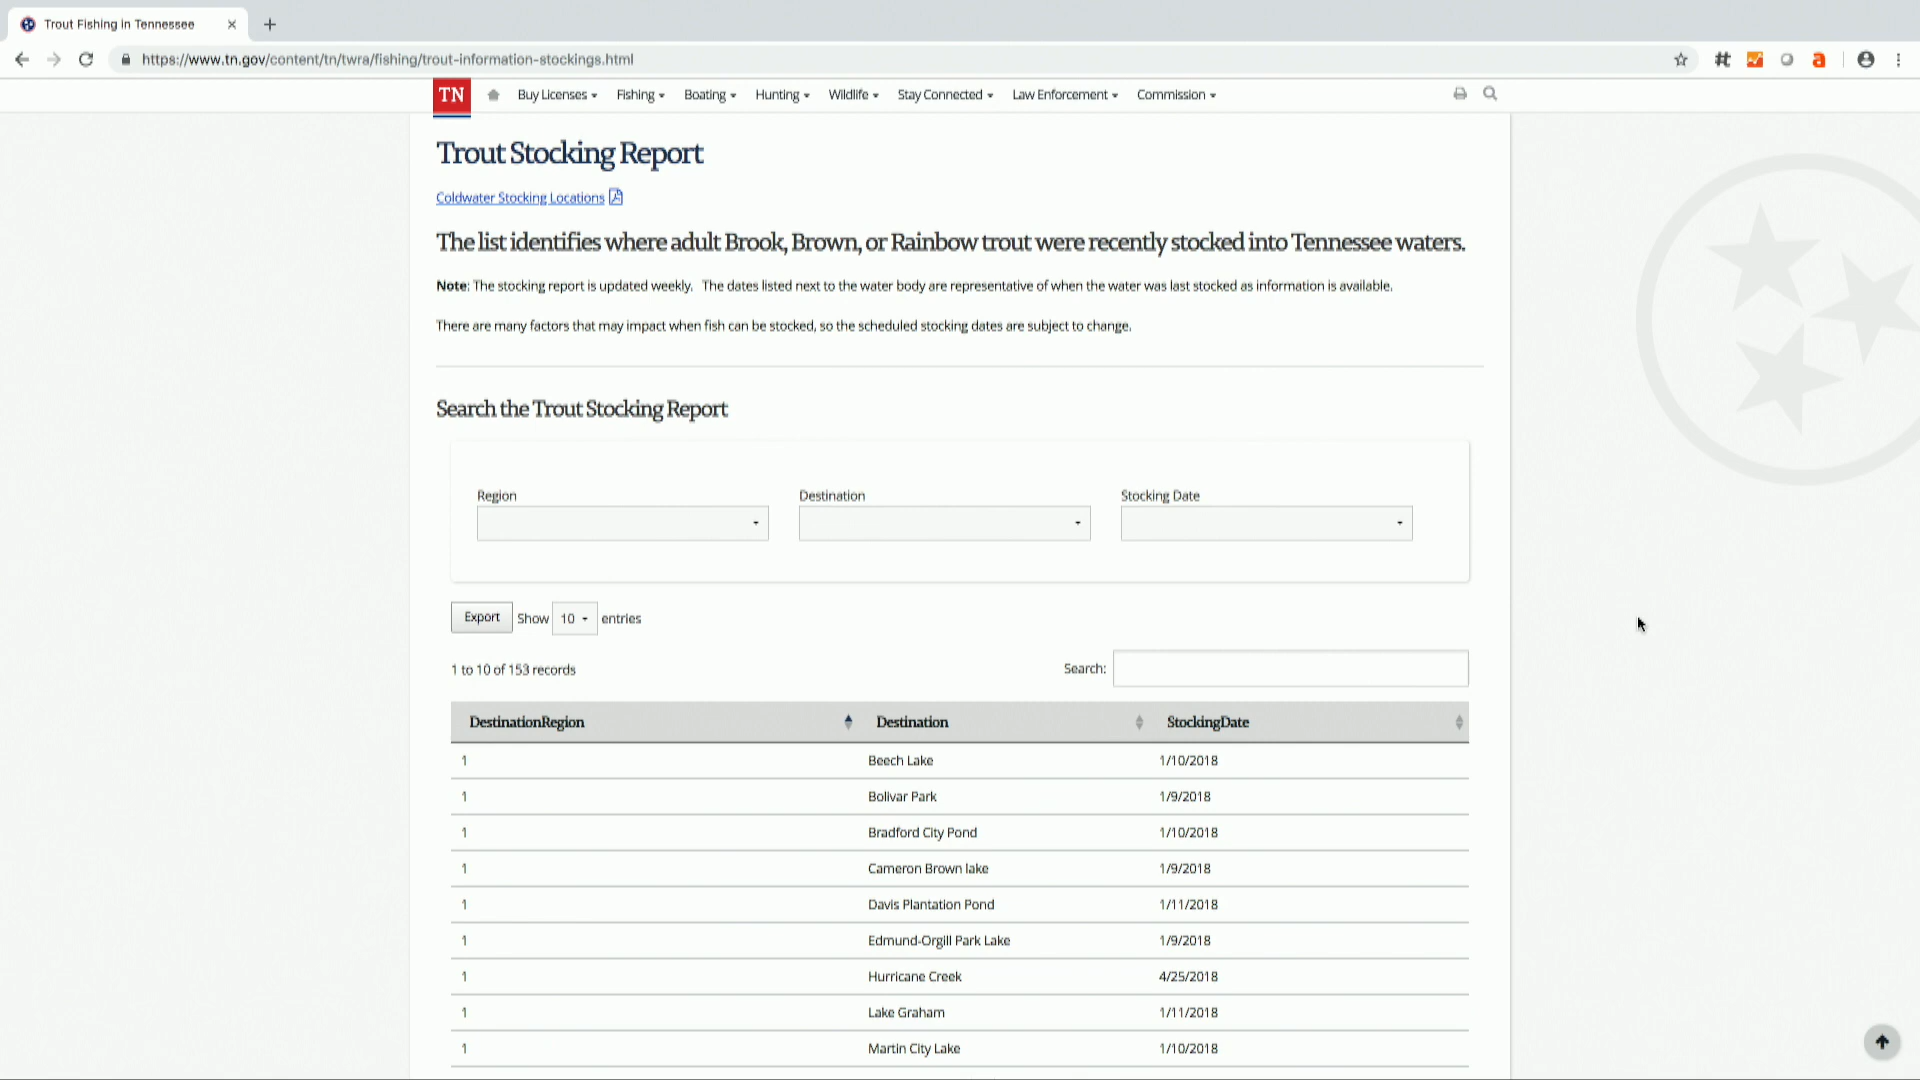 Trout Fishing in Tennessee
https://www.tn.gov/content/tn/twra/fishing/trout-information-stockings.html
TN Buy Licenses Fishing Boating Hunting Wildlife Stay Connected Law Enforcement Commission
Trout Stocking Report
Coldwater Stocking Locations
The list identifies where adult Brook, Brown, or Rainbow trout were recently stocked into Tennessee waters.
Note: The stocking report is updated weekly. The dates listed next to the water body are representative of when the water was last stocked as information is available.
There are many factors that may impact when fish can be stocked, so the scheduled stocking dates are subject to change.
Search the Trout Stocking Report
Region Destination Stocking Date
Export Show 10 entries
1 to 10 of 153 records Search:
DestinationRegion Destination StockingDate
1 Beech Lake 1/10/2018
1 Bolivar Park 1/9/2018
1 Bradford City Pond 1/10/2018
1 Cameron Brown lake 1/9/2018
1 Davis Plantation Pond 1/11/2018
1 Edmund-Orgill Park Lake 1/9/2018
1 Hurricane Creek 4/25/2018
1 Lake Graham 1/11/2018
1 Martin City Lake 1/10/2018